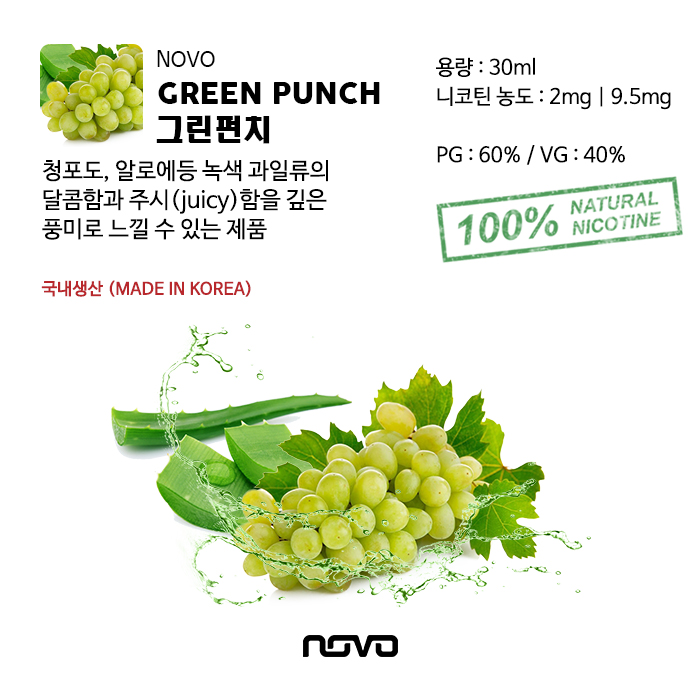 NOVO
GREEN PUNCH
그린펀치
청포도, 알로에등 녹색 과일류의
달콤함과 주시(juicy)함을 깊은
풍미로 느낄 수 있는 제품
국내생산 (MADE IN KOREA)
용량 : 30ml
니코틴 농도 : 2mg | 9.5mg
PG : 60% / VG : 40%
100% NATURAL NICOTINE
novo